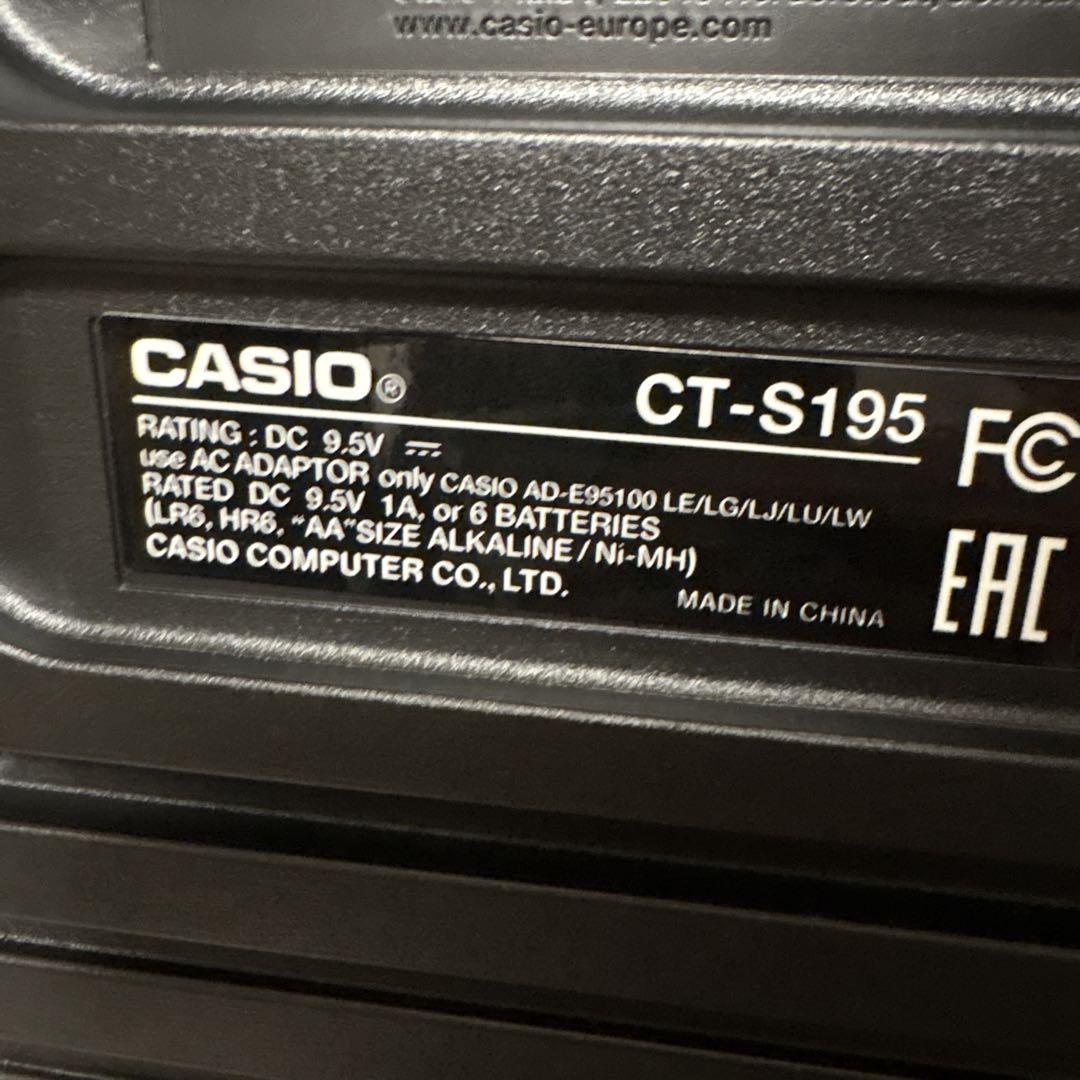 www.casio-europe.com
CASIO® CT-S195 FC
RATING : DC 9.5V ⎓
use AC ADAPTOR only CASIO AD-E95100 LE/LG/LJ/LU/LW
RATED DC 9.5V 1A, or 6 BATTERIES
(LR6, HR6, "AA"SIZE ALKALINE / Ni-MH)
CASIO COMPUTER CO., LTD.
MADE IN CHINA
EAC